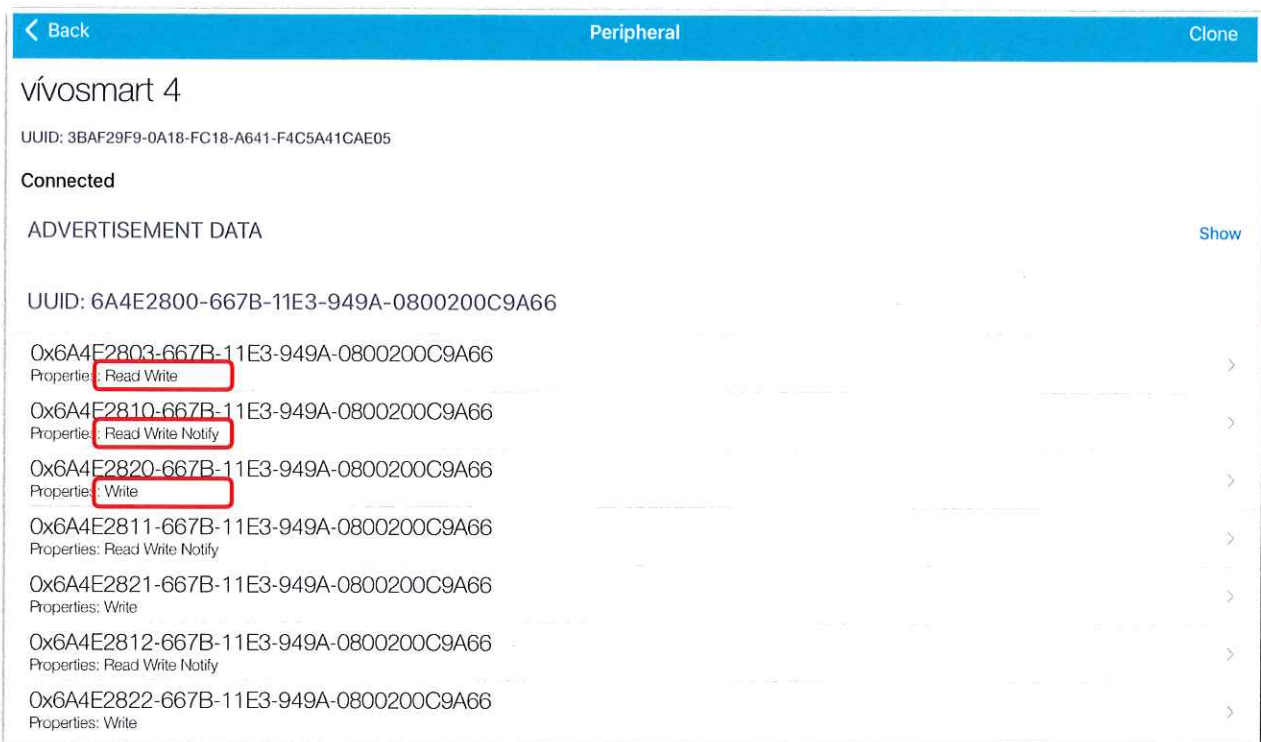 Back
Peripheral
Clone
vívosmart 4
UUID: 3BAF29F9-0A18-FC18-A641-F4C5A41CAE05
Connected
ADVERTISEMENT DATA
Show
UUID: 6A4E2800-667B-11E3-949A-0800200C9A66
0x6A4E2803-667B-11E3-949A-0800200C9A66
Properties: Read Write
0x6A4E2810-667B-11E3-949A-0800200C9A66
Properties: Read Write Notify
0x6A4E2820-667B-11E3-949A-0800200C9A66
Properties: Write
0x6A4E2811-667B-11E3-949A-0800200C9A66
Properties: Read Write Notify
0x6A4E2821-667B-11E3-949A-0800200C9A66
Properties: Write
0x6A4E2812-667B-11E3-949A-0800200C9A66
Properties: Read Write Notify
0x6A4E2822-667B-11E3-949A-0800200C9A66
Properties: Write